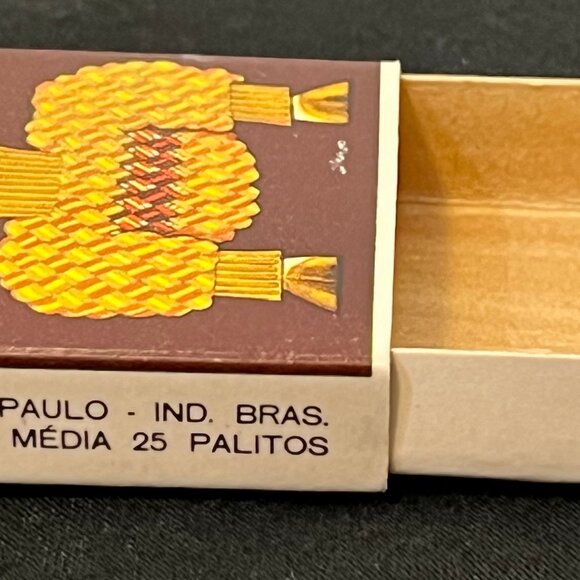 PAULO - IND. BRAS.
MÉDIA 25 PALITOS